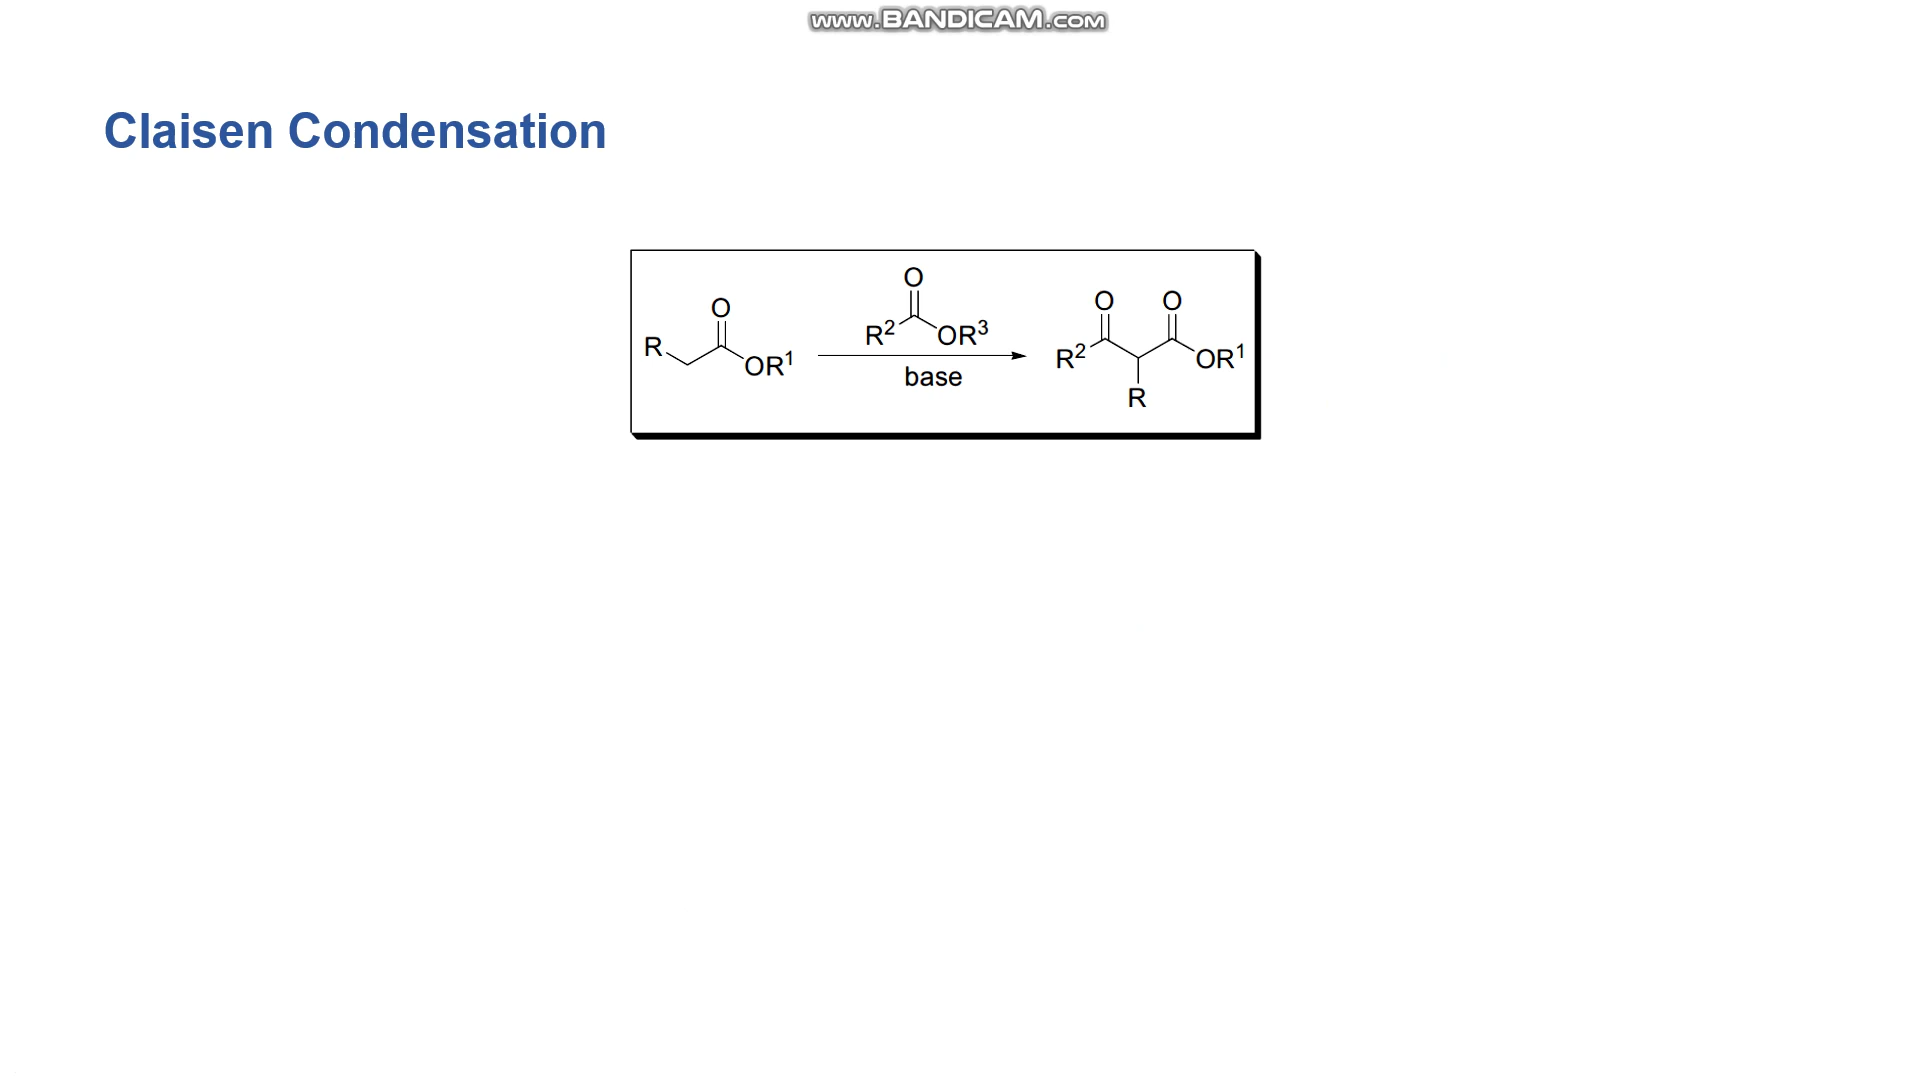 www.BANDICAM.com
Claisen Condensation
O
R² OR³
O
R OR¹
base
O O
R² OR¹
R